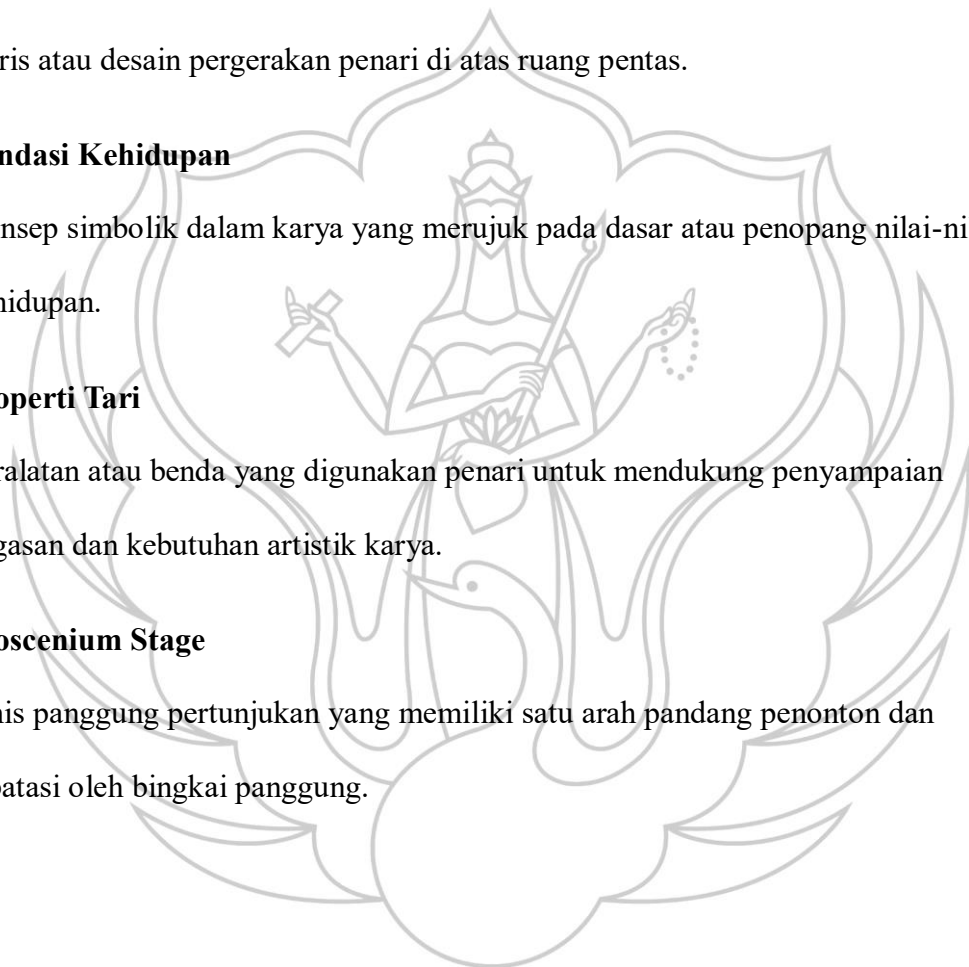 ris atau desain pergerakan penari di atas ruang pentas.
ndasi Kehidupan
nsep simbolik dalam karya yang merujuk pada dasar atau penopang nilai-ni
hidupan.
operti Tari
ralatan atau benda yang digunakan penari untuk mendukung penyampaian
gasan dan kebutuhan artistik karya.
oscenium Stage
nis panggung pertunjukan yang memiliki satu arah pandang penonton dan
batasi oleh bingkai panggung.